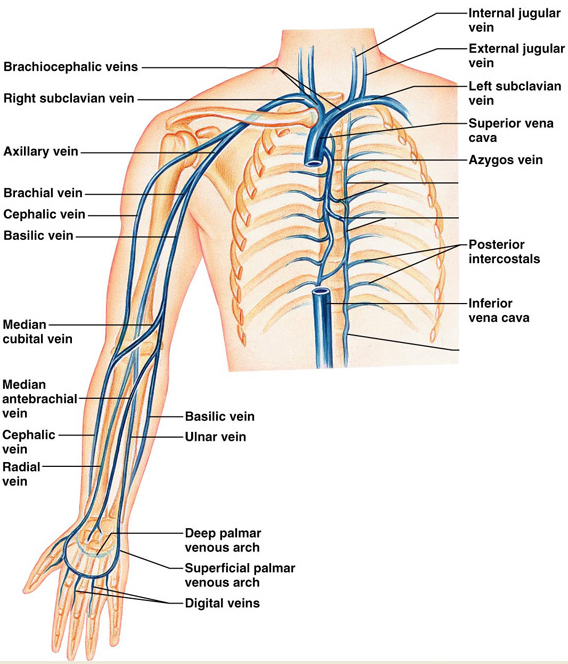 Internal jugular
vein
External jugular
vein
Brachiocephalic veins
Left subclavian
vein
Right subclavian vein
Superior vena
cava
Axillary vein
Azygos vein
Brachial vein
Cephalic vein
Basilic vein
Posterior
intercostals
Inferior
vena cava
Median
cubital vein
Median
antebrachial
vein
Basilic vein
Cephalic
vein
Ulnar vein
Radial
vein
Deep palmar
venous arch
Superficial palmar
venous arch
Digital veins